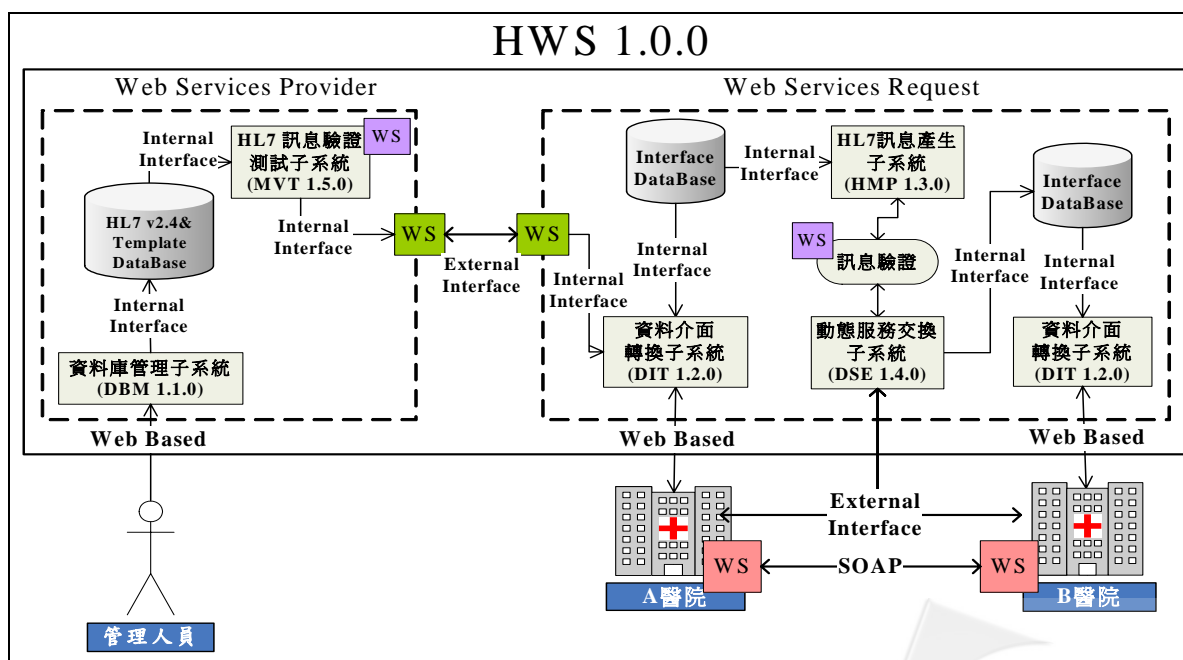 HWS 1.0.0
Web Services Provider
Web Services Request
Internal
Interface
HL7 訊息驗證
測試子系統
(MVT 1.5.0)
WS
HL7 v2.4&
Template
DataBase
Internal
Interface
WS
External
Interface
WS
Internal
Interface
資料庫管理子系統
(DBM 1.1.0)
Web Based
管理人員
Interface
DataBase
Internal
Interface
HL7訊息產生
子系統
(HMP 1.3.0)
Interface
DataBase
WS
訊息驗證
Internal
Interface
Internal
Interface
Internal
Interface
Internal
Interface
資料介面
轉換子系統
(DIT 1.2.0)
動態服務交換
子系統
(DSE 1.4.0)
資料介面
轉換子系統
(DIT 1.2.0)
Web Based
Web Based
External
Interface
WS
SOAP
WS
A醫院
B醫院